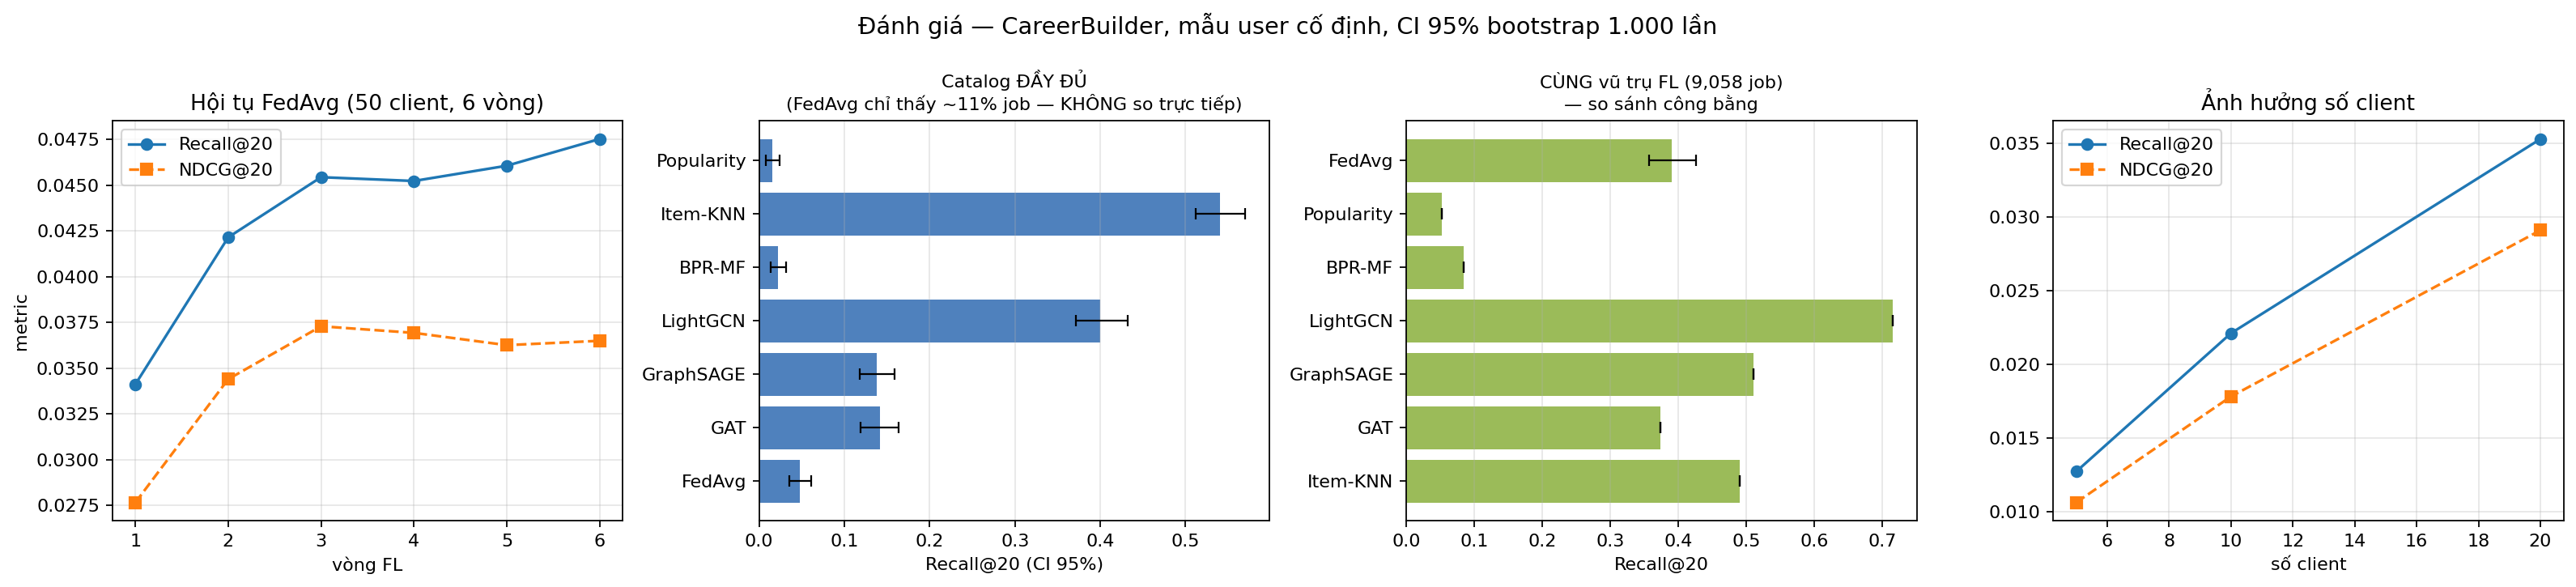 Đánh giá — CareerBuilder, mẫu user cố định, CI 95% bootstrap 1.000 lần
Hội tụ FedAvg (50 client, 6 vòng)
0.0475
0.0450
0.0425
0.0400
0.0375
0.0350
0.0325
0.0300
0.0275
metric
Recall@20
NDCG@20
1 2 3 4 5 6
vòng FL
Catalog ĐẦY ĐỦ
(FedAvg chỉ thấy ~11% job — KHÔNG so trực tiếp)
Popularity
Item-KNN
BPR-MF
LightGCN
GraphSAGE
GAT
FedAvg
0.0 0.1 0.2 0.3 0.4 0.5
Recall@20 (CI 95%)
CÙNG vũ trụ FL (9,058 job)
— so sánh công bằng
FedAvg
Popularity
BPR-MF
LightGCN
GraphSAGE
GAT
Item-KNN
0.0 0.1 0.2 0.3 0.4 0.5 0.6 0.7
Recall@20
Ảnh hưởng số client
0.035
0.030
0.025
0.020
0.015
0.010
Recall@20
NDCG@20
6 8 10 12 14 16 18 20
số client